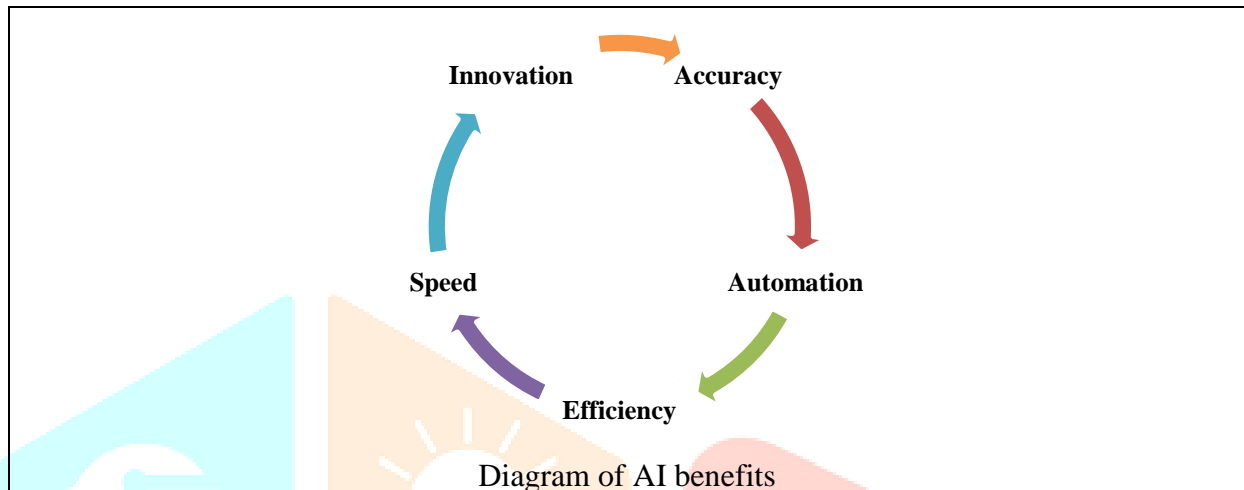 Innovation
Accuracy
Speed
Automation
Efficiency
Diagram of AI benefits